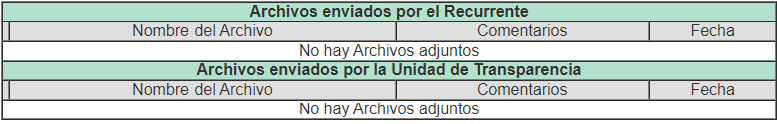 Archivos enviados por el Recurrente
Nombre del Archivo Comentarios Fecha
No hay Archivos adjuntos
Archivos enviados por la Unidad de Transparencia
Nombre del Archivo Comentarios Fecha
No hay Archivos adjuntos